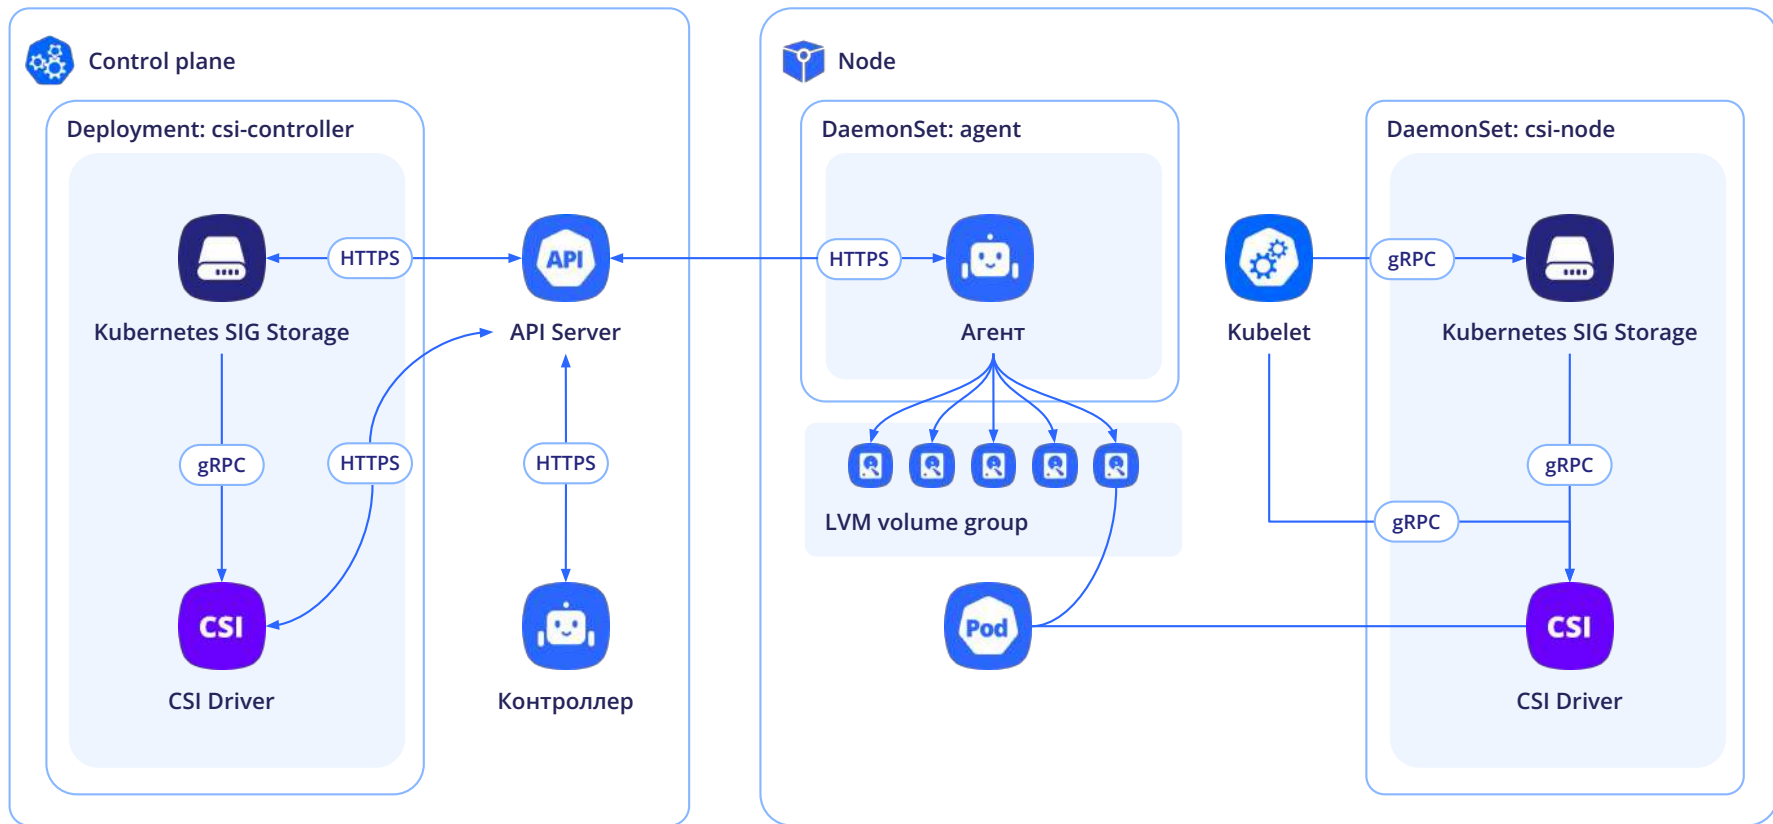 Control plane
Deployment: csi-controller
HTTPS
API
Kubernetes SIG Storage
API Server
gRPC
HTTPS
HTTPS
CSI
CSI Driver
Контроллер
Node
DaemonSet: agent
DaemonSet: csi-node
HTTPS
gRPC
Агент
Kubelet
Kubernetes SIG Storage
gRPC
LVM volume group
gRPC
Pod
CSI
CSI Driver